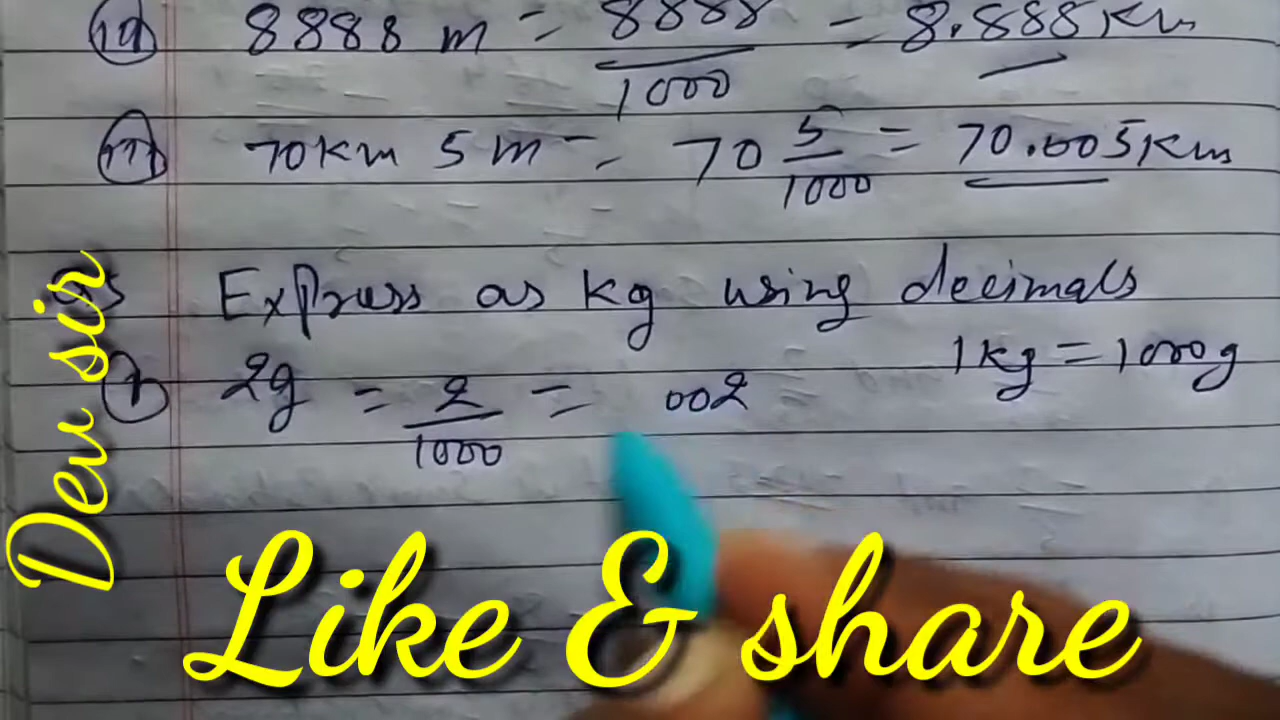 8888 m = 8888/1000 = 8.888 Km
70 Km 5 m = 70 5/1000 = 70.005 Km
Express as kg using decimals
1 kg = 1000 g
2g = 2/1000 = 002
Dev sir
Like & share